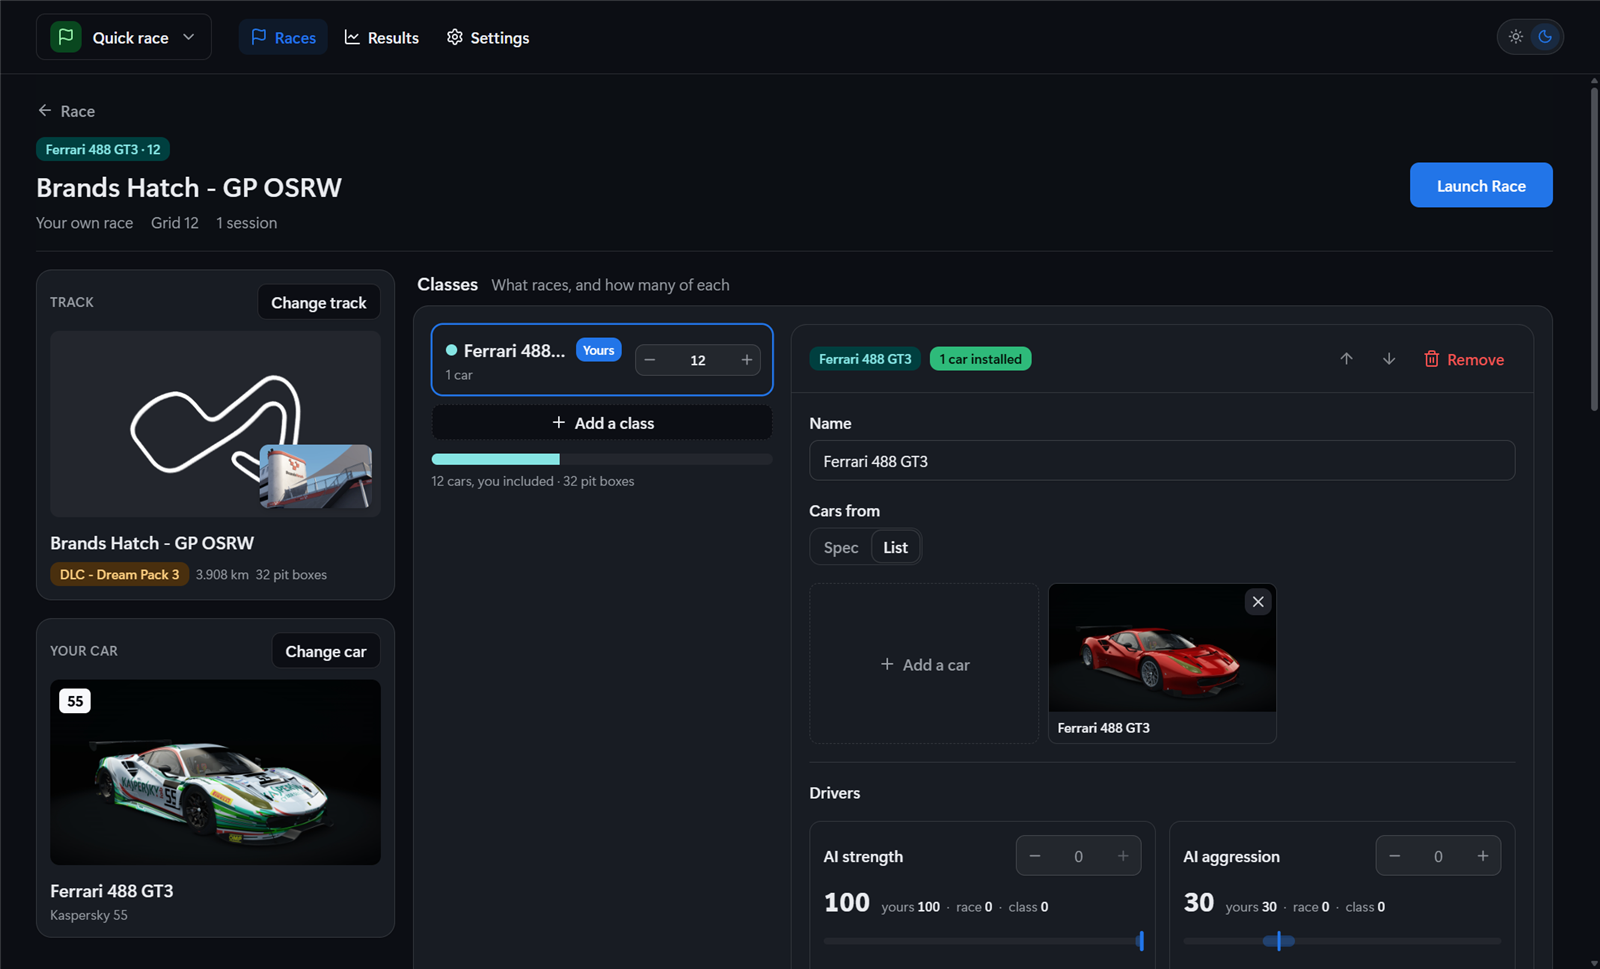 Quick race
Races
Results
Settings
Race
Ferrari 488 GT3 · 12
Brands Hatch - GP OSRW
Your own race Grid 12 1 session
Launch Race
TRACK
Change track
Brands Hatch - GP OSRW
DLC - Dream Pack 3 3.908 km 32 pit boxes
YOUR CAR
Change car
55
KASPERSKY
55
Ferrari 488 GT3
Kaspersky 55
Classes What races, and how many of each
Ferrari 488... Yours
1 car
12
Add a class
12 cars, you included · 32 pit boxes
Ferrari 488 GT3 1 car installed
Remove
Name
Ferrari 488 GT3
Cars from
Spec List
Add a car
Ferrari 488 GT3
Drivers
AI strength 0
100 yours 100 · race 0 · class 0
AI aggression 0
30 yours 30 · race 0 · class 0